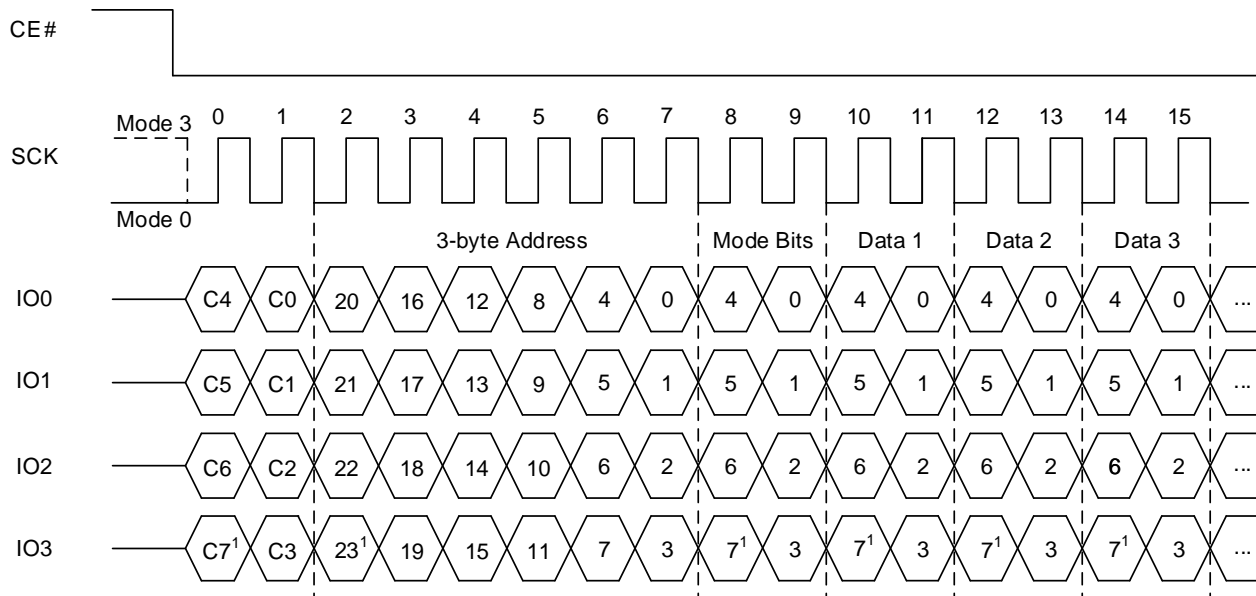 CE#
0 1 2 3 4 5 6 7 8 9 10 11 12 13 14 15
Mode 3
SCK
Mode 0
3-byte Address Mode Bits Data 1 Data 2 Data 3
IO0 C4 C0 20 16 12 8 4 0 4 0 4 0 4 0 4 0 ...
IO1 C5 C1 21 17 13 9 5 1 5 1 5 1 5 1 5 1 ...
IO2 C6 C2 22 18 14 10 6 2 6 2 6 2 6 2 6 2 ...
IO3 C7¹ C3 23¹ 19 15 11 7 3 7¹ 3 7¹ 3 7¹ 3 7¹ 3 ...